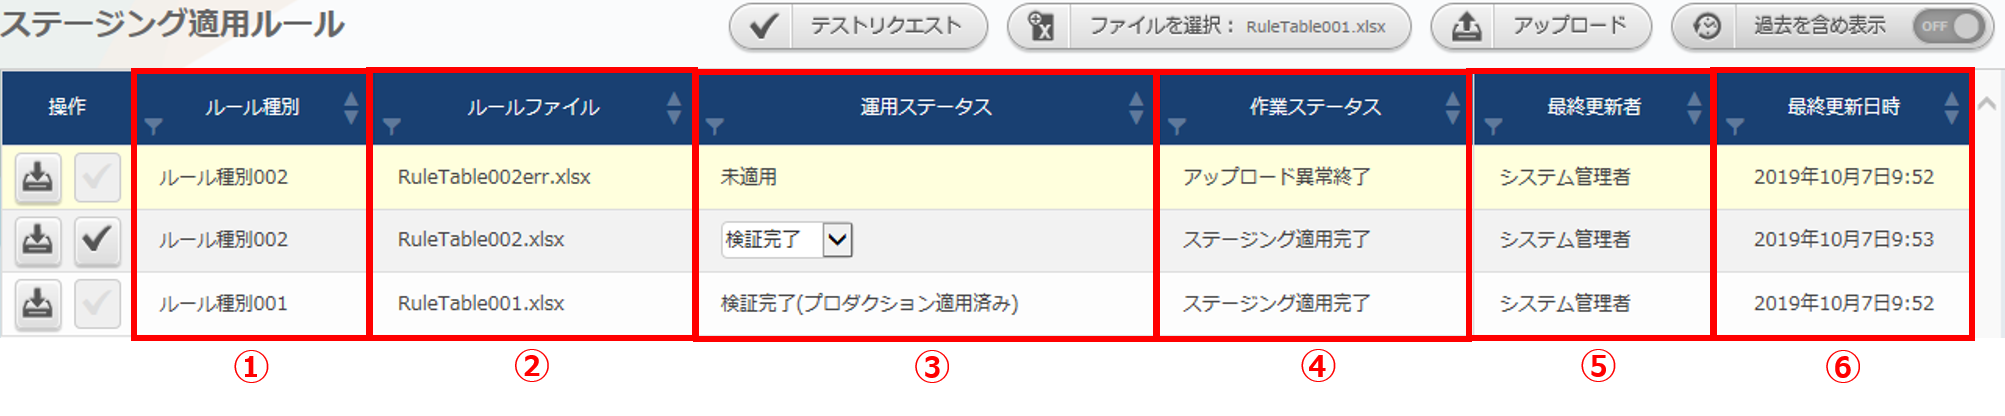 ステージング適用ルール
テストリクエスト
ファイルを選択： RuleTable001.xlsx
アップロード
過去を含め表示 OFF
操作 ルール種別 ルールファイル 運用ステータス 作業ステータス 最終更新者 最終更新日時
ルール種別002 RuleTable002err.xlsx 未適用 アップロード異常終了 システム管理者 2019年10月7日9:52
ルール種別002 RuleTable002.xlsx 検証完了 ステージング適用完了 システム管理者 2019年10月7日9:53
ルール種別001 RuleTable001.xlsx 検証完了(プロダクション適用済み) ステージング適用完了 システム管理者 2019年10月7日9:52
① ② ③ ④ ⑤ ⑥